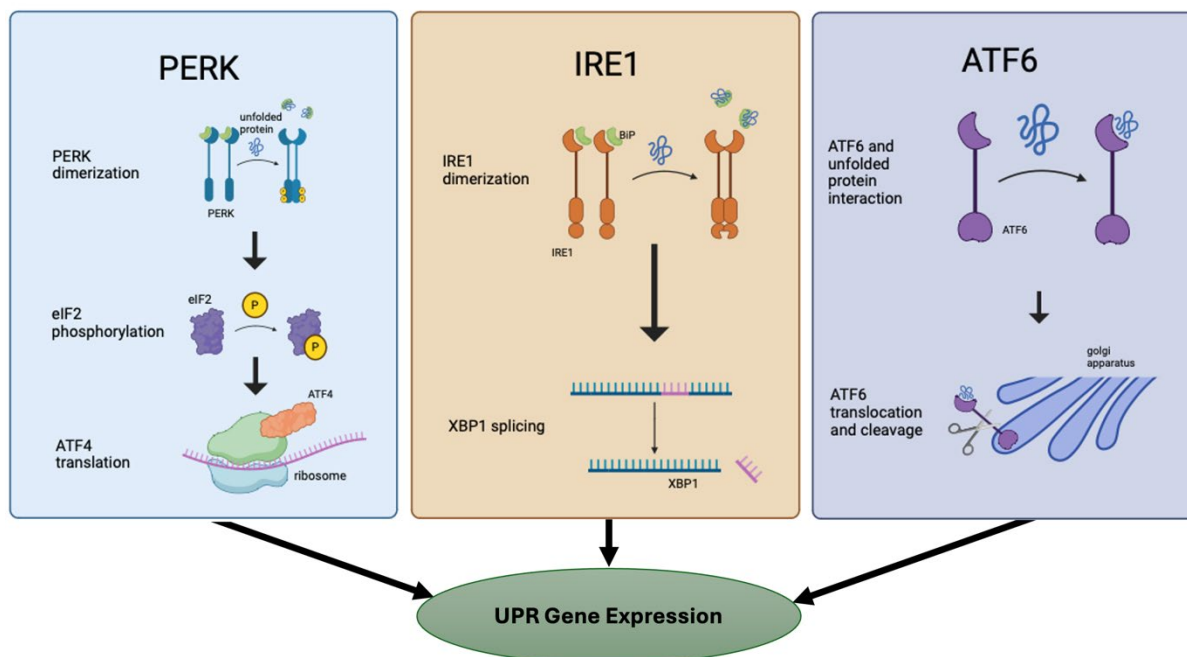 PERK
unfolded
protein
PERK
dimerization
PERK
eIF2
P
eIF2
phosphorylation
P
ATF4
ATF4
translation
ribosome
IRE1
BiP
IRE1
dimerization
IRE1
XBP1 splicing
XBP1
ATF6
ATF6 and
unfolded
protein
interaction
ATF6
golgi
apparatus
ATF6
translocation
and cleavage
UPR Gene Expression